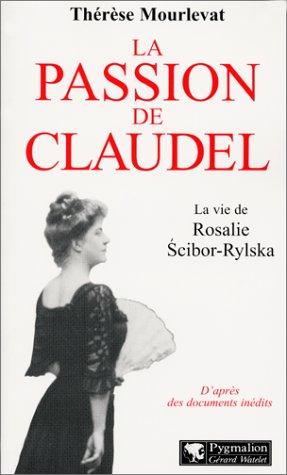 Thérèse Mourlevat
LA
PASSION
DE
CLAUDEL
La vie de
Rosalie
Ścibor-Rylska
D'après
des documents inédits
Pygmalion
Gérard Watelet